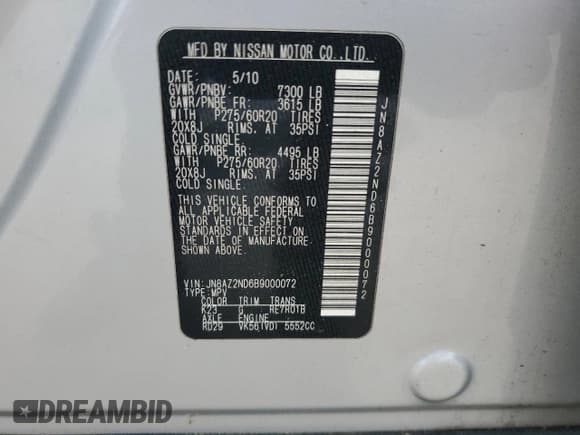 MFD BY NISSAN MOTOR CO.,LTD.
DATE: 5/10
GVWR/PNBV: 7300 LB
GAWR/PNBE FR: 3615 LB
WITH P275/60R20 TIRES
20X8J RIMS, AT 35PSI
COLD SINGLE.
GAWR/PNBE RR: 4495 LB
WITH P275/60R20 TIRES
20X8J RIMS, AT 35PSI
COLD SINGLE.
THIS VEHICLE CONFORMS TO
ALL APPLICABLE FEDERAL
MOTOR VEHICLE SAFETY
STANDARDS IN EFFECT ON
THE DATE OF MANUFACTURE
SHOWN ABOVE.
VIN: JN8AZ2ND6B9000072
TYPE: MPV
COLOR TRIM TRANS
K23 G RE7R01B
AXLE ENGINE
RD29 VK56(VD) 5552CC
JN8AZ2ND6B9000072
DREAMBID